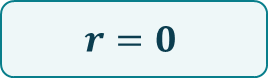 r = 0